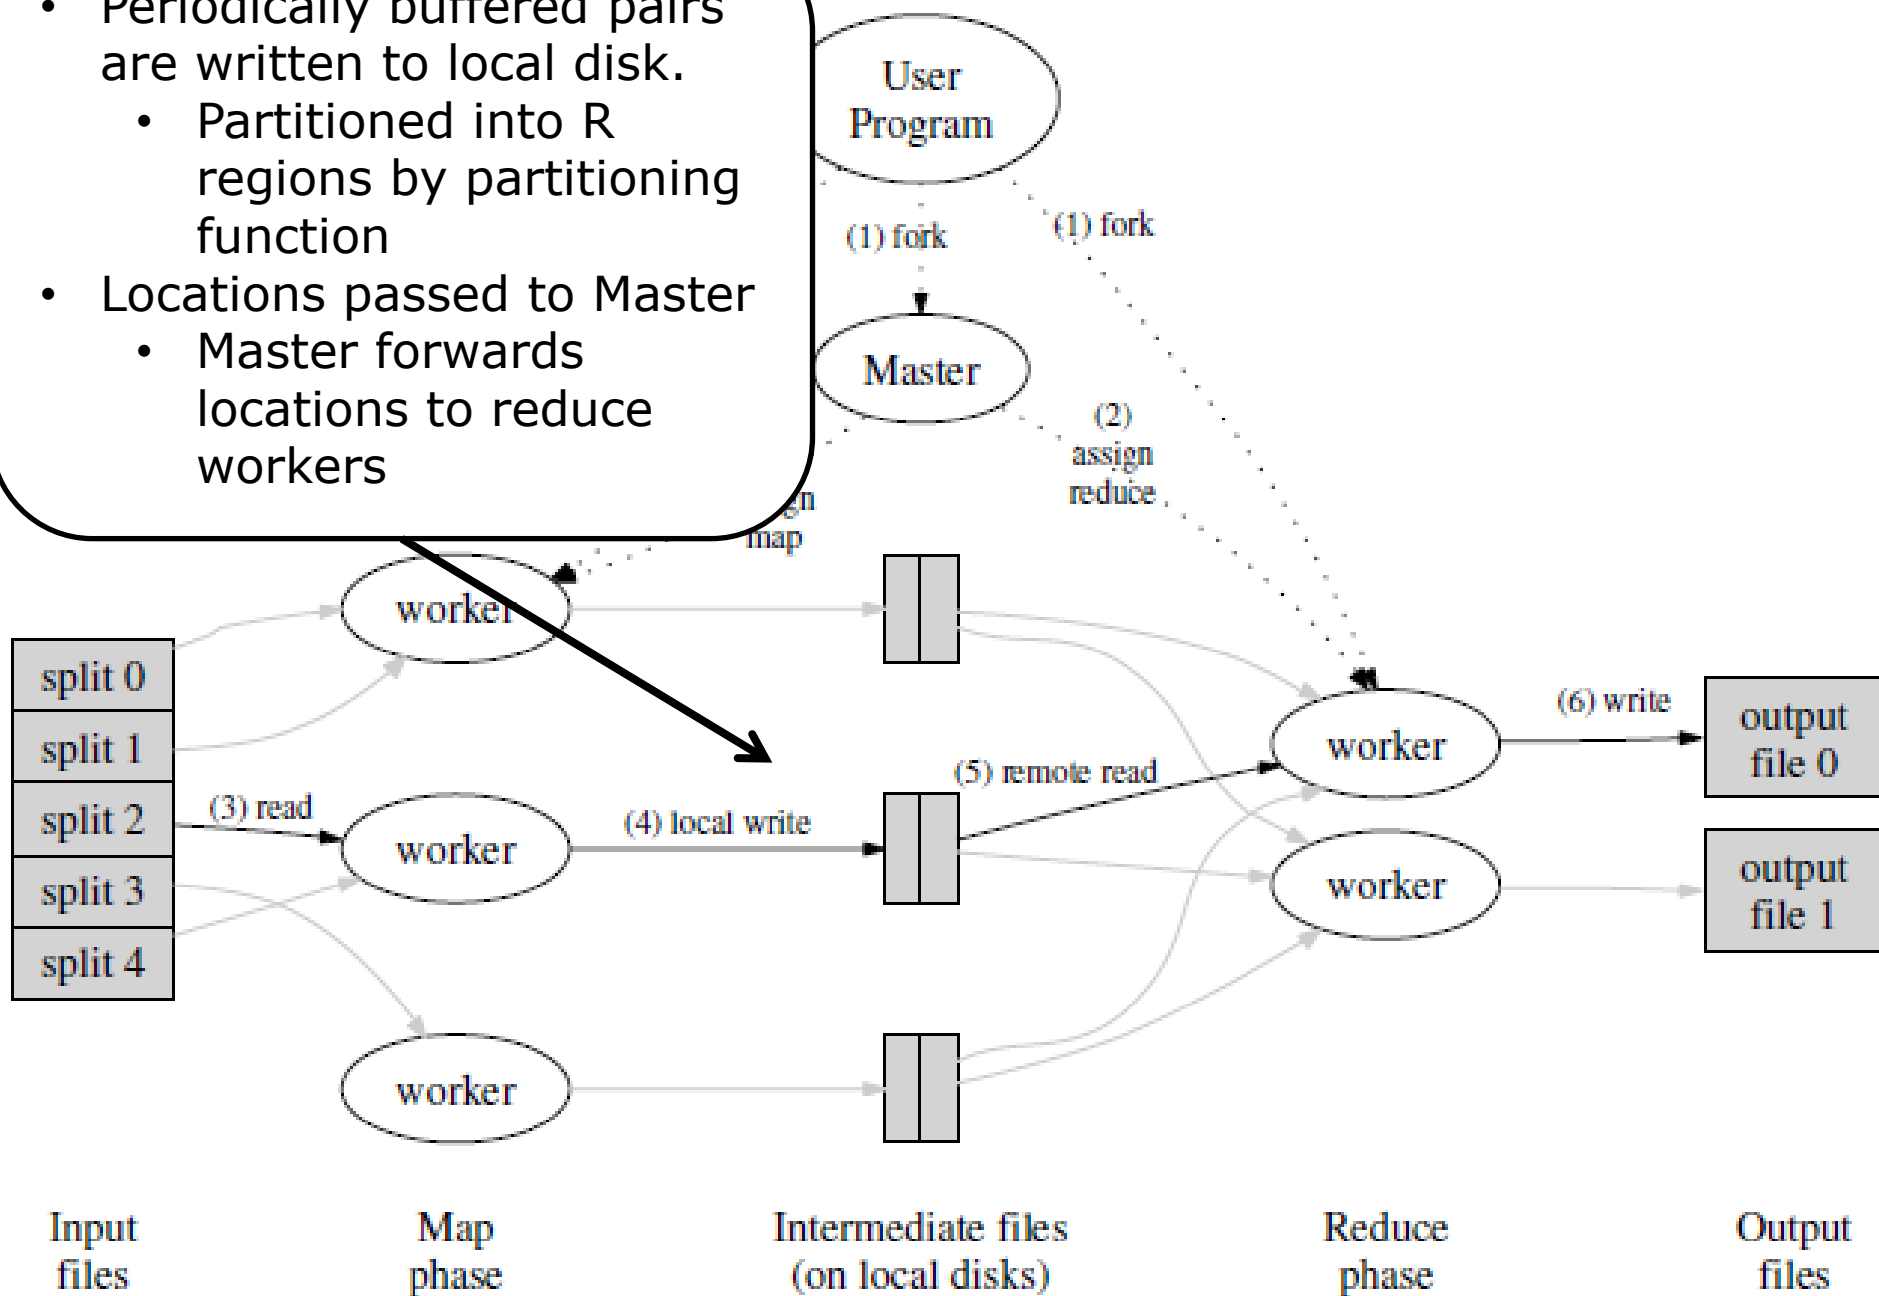 • Periodically buffered pairs
are written to local disk.
• Partitioned into R
regions by partitioning
function
• Locations passed to Master
• Master forwards
locations to reduce
workers
User
Program
(1) fork
(1) fork
Master
(2)
assign
reduce
map
worker
split 0
split 1
split 2
split 3
split 4
(3) read
worker
(4) local write
worker
(5) remote read
worker
(6) write
output
file 0
worker
output
file 1
Input
files
Map
phase
Intermediate files
(on local disks)
Reduce
phase
Output
files